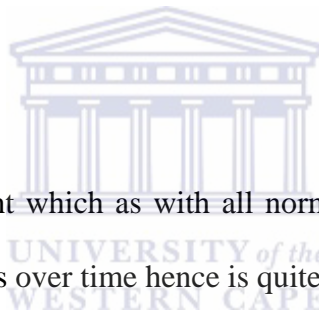 nt which as with all norm
UNIVERSITY of the
s over time hence is quite
WESTERN CAPE